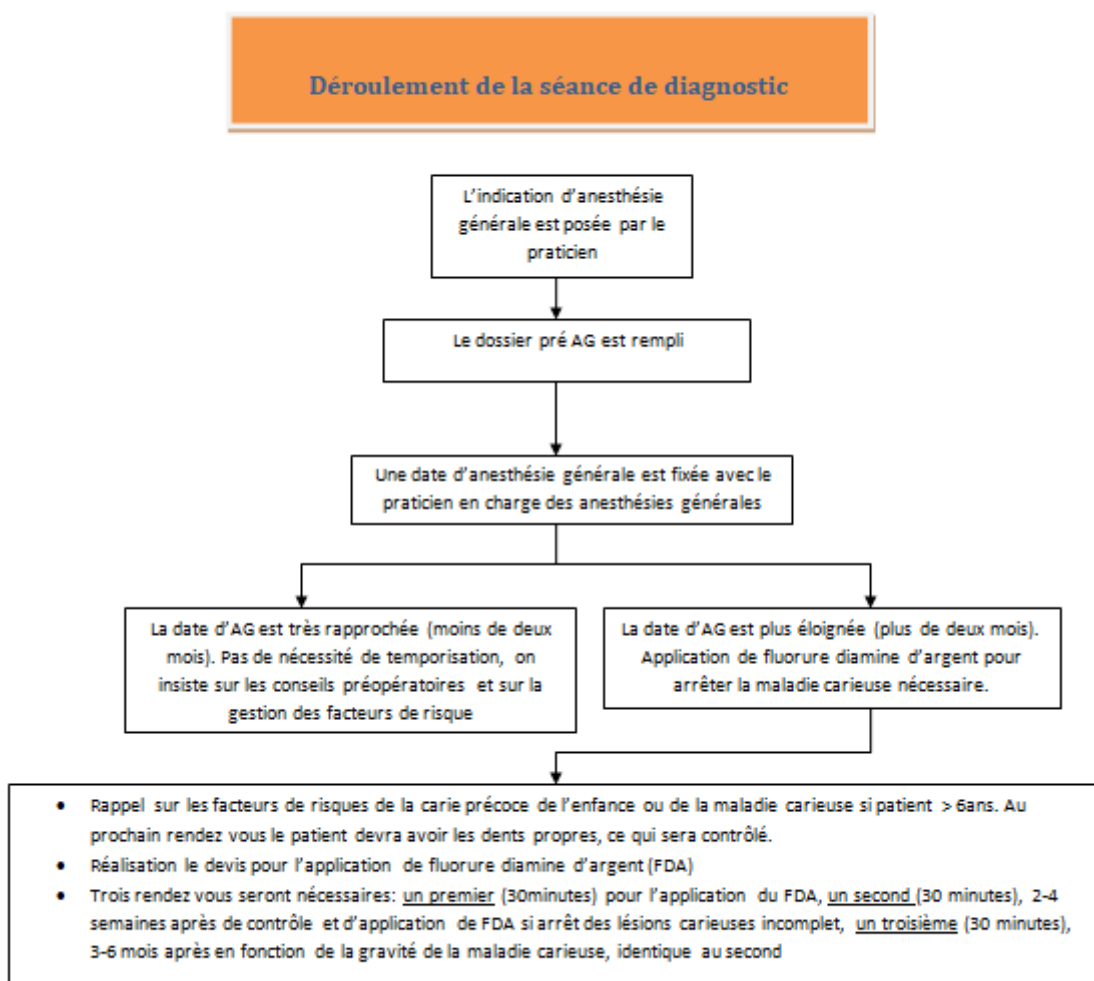 Déroulement de la séance de diagnostic
L’indication d’anesthésie
générale est posée par le
praticien
Le dossier pré AG est rempli
Une date d’anesthésie générale est fixée avec le
praticien en charge des anesthésies générales
La date d’AG est très rapprochée (moins de deux
mois). Pas de nécessité de temporisation, on
insiste sur les conseils préopératoires et sur la
gestion des facteurs de risque
La date d’AG est plus éloignée (plus de deux mois).
Application de fluorure diamine d’argent pour
arrêter la maladie carieuse nécessaire.
• Rappel sur les facteurs de risques de la carie précoce de l’enfance ou de la maladie carieuse si patient > 6ans. Au
prochain rendez vous le patient devra avoir les dents propres, ce qui sera contrôlé.
• Réalisation le devis pour l’application de fluorure diamine d’argent (FDA)
• Trois rendez vous seront nécessaires: un premier (30minutes) pour l’application du FDA, un second (30 minutes), 2-4
semaines après de contrôle et d’application de FDA si arrêt des lésions carieuses incomplet, un troisième (30 minutes),
3-6 mois après en fonction de la gravité de la maladie carieuse, identique au second